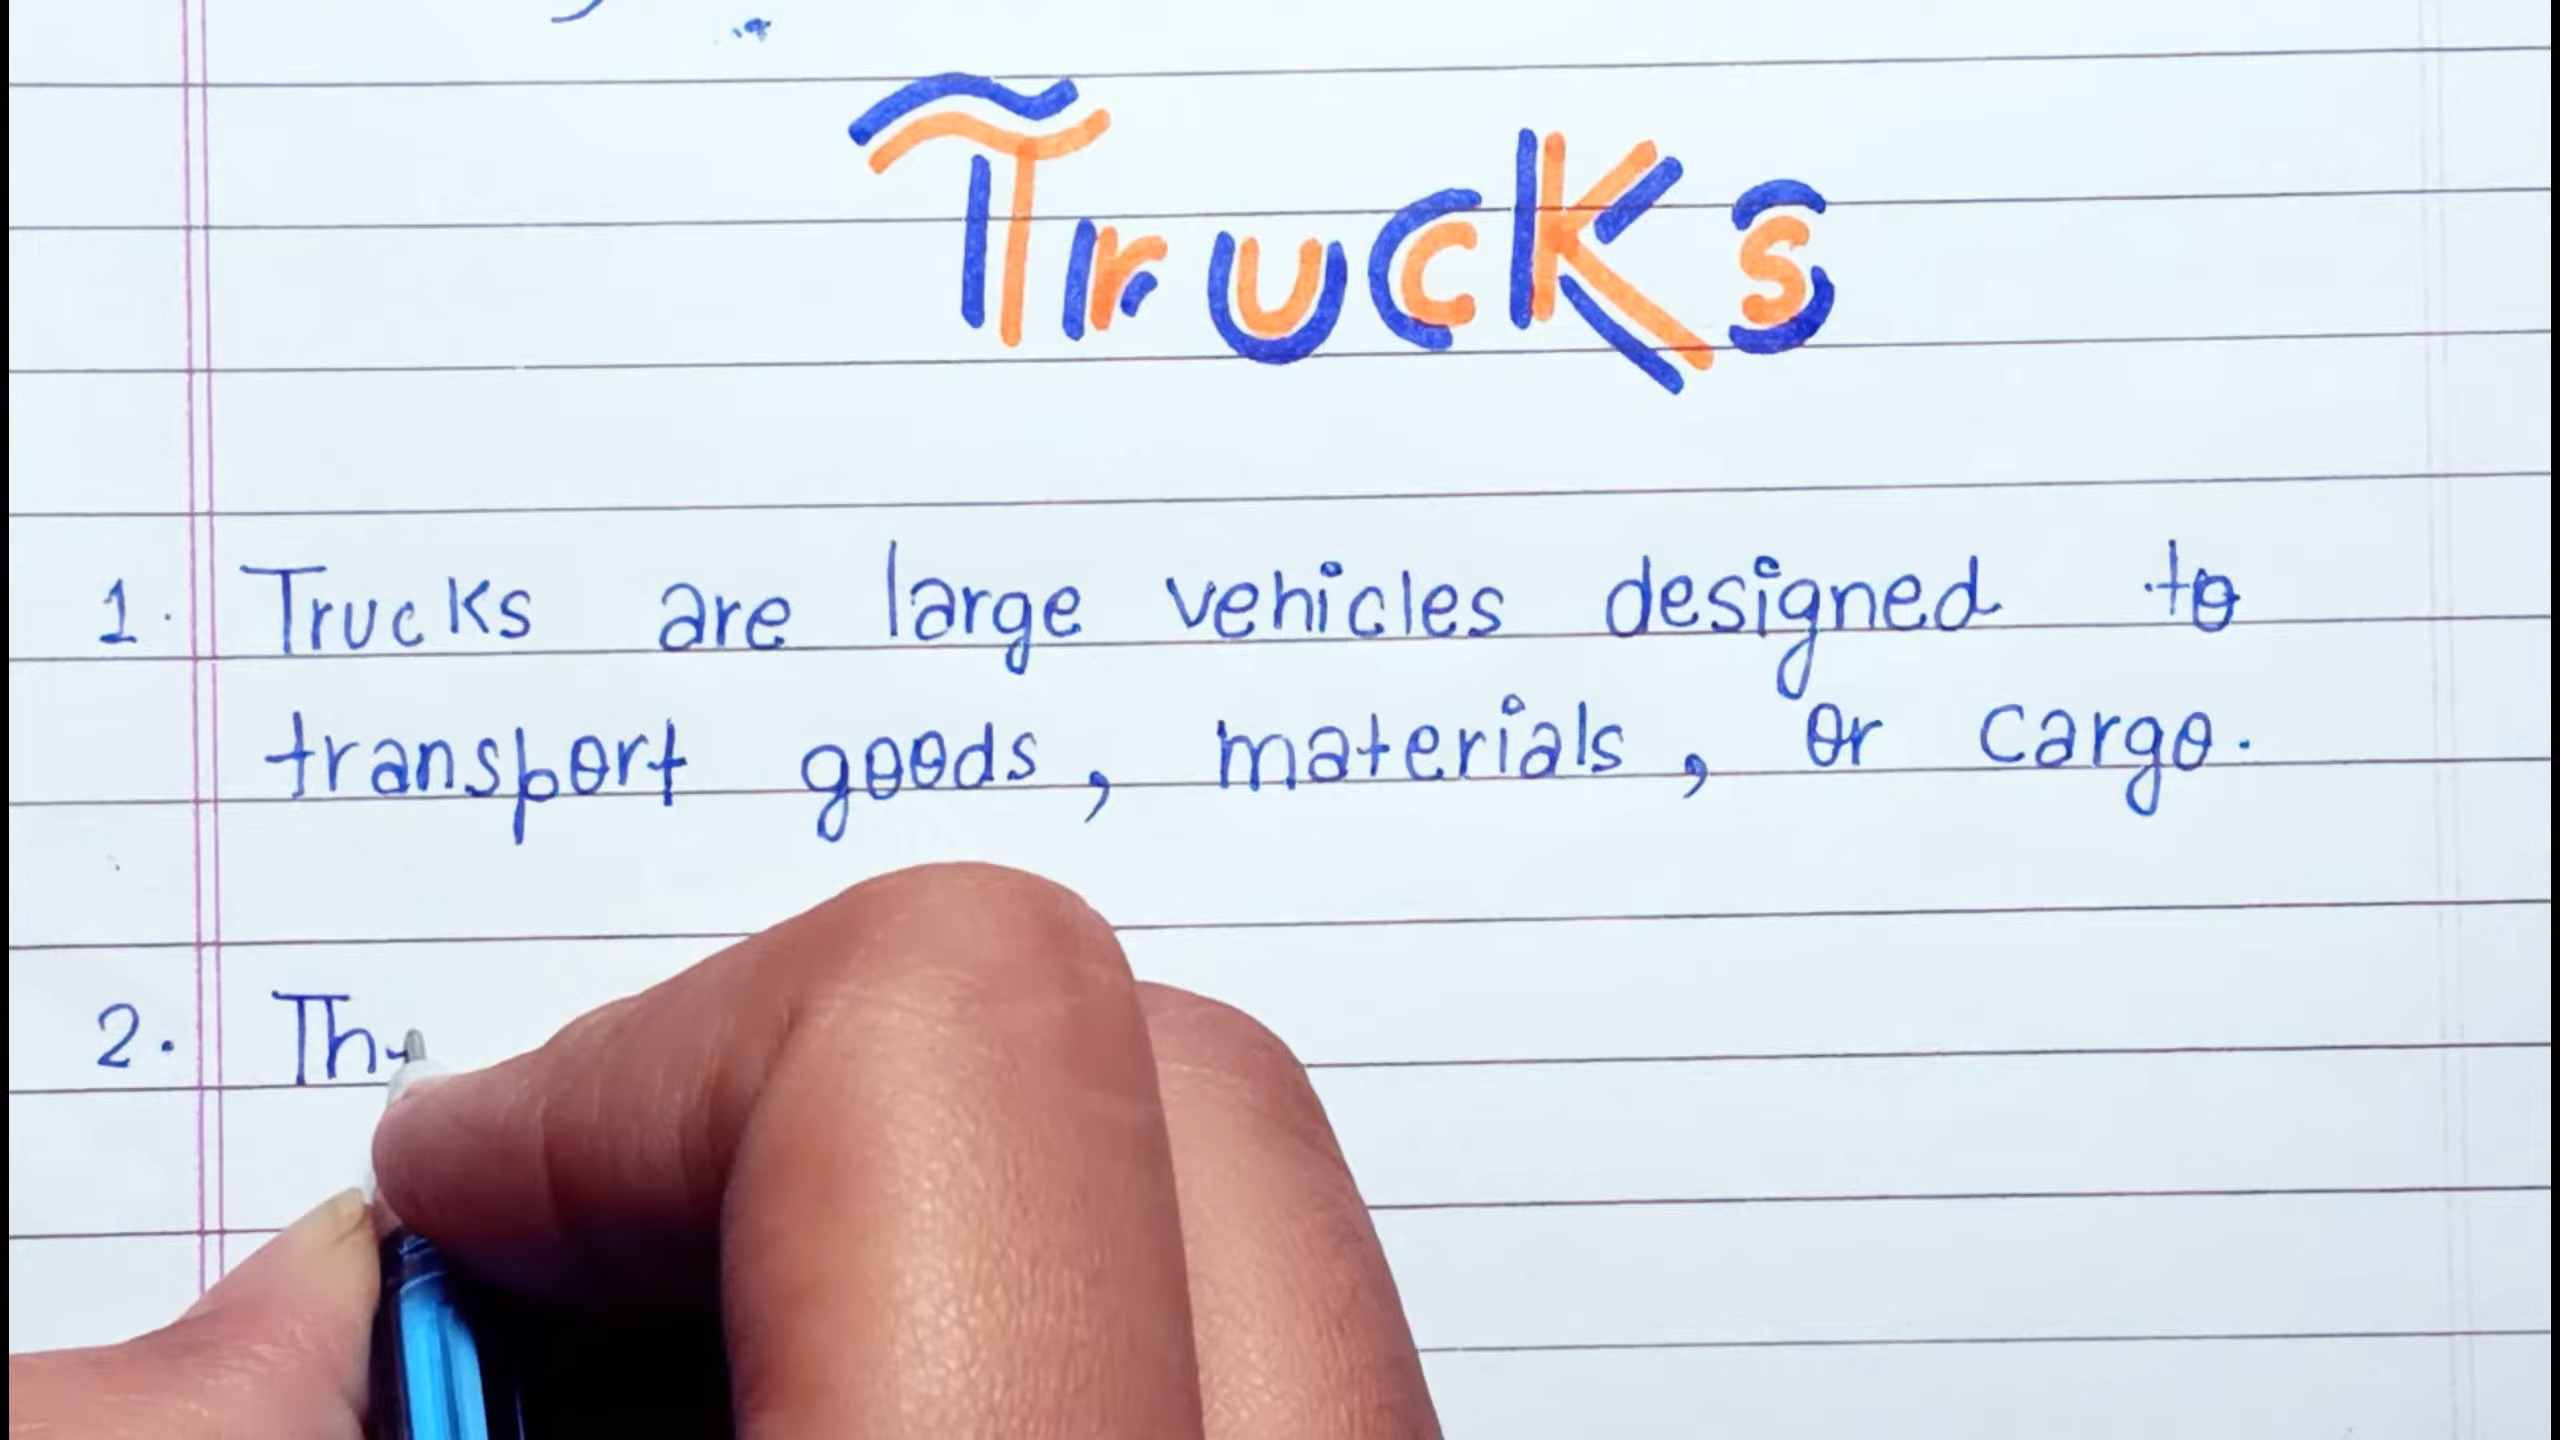 Trucks
1. Trucks are large vehicles designed to
transport goods, materials, or cargo.
2. Th